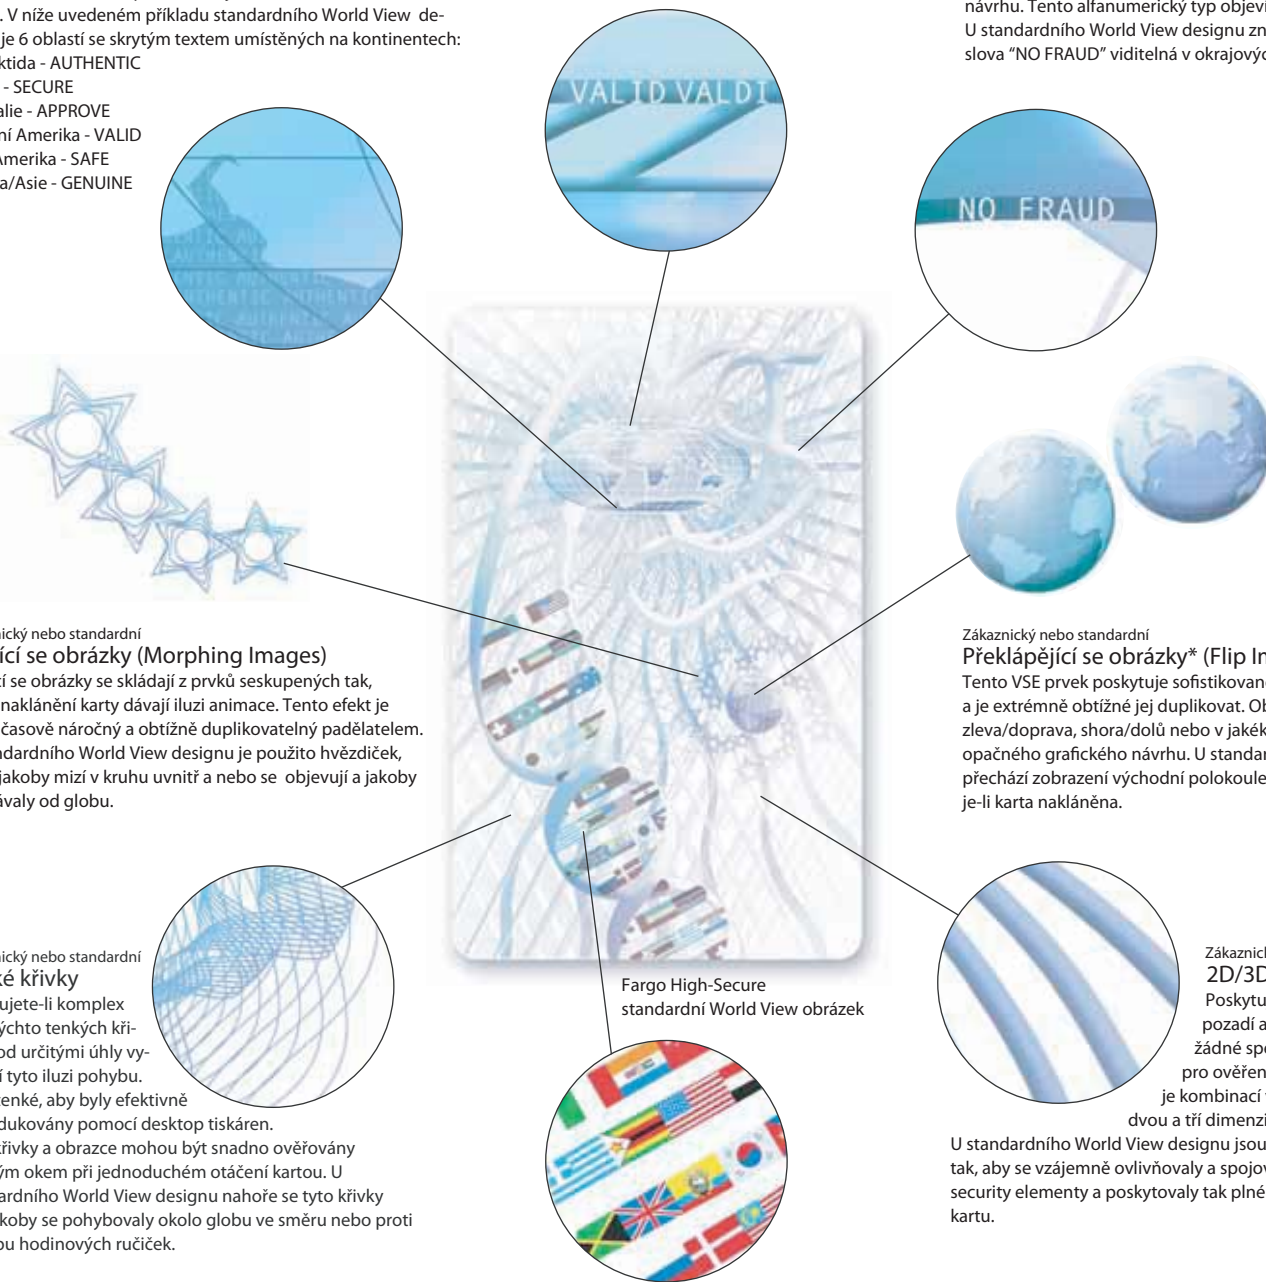 . V níže uvedeném příkladu standardního World View de-
je 6 oblastí se skrytým textem umístěných na kontinentech:
ktida - AUTHENTIC
- SECURE
alie - APPROVE
ní Amerika - VALID
Amerika - SAFE
a/Asie - GENUINE
návrhu. Tento alfanumerický typ objeví
U standardního World View designu zn
slova “NO FRAUD” viditelná v okrajovýc
VALID VALDI
NO FRAUD
AUTHENTIC
nický nebo standardní
ící se obrázky (Morphing Images)
cí se obrázky se skládají z prvků seskupených tak,
naklánění karty dávají iluzi animace. Tento efekt je
časově náročný a obtížně duplikovatelný padělatelem.
ndardního World View designu je použito hvězdiček,
jakoby mizí v kruhu uvnitř a nebo se objevují a jakoby
ávaly od globu.
Zákaznický nebo standardní
Překlápějící se obrázky* (Flip Im
Tento VSE prvek poskytuje sofistikovan
a je extrémně obtížné jej duplikovat. Ob
zleva/doprava, shora/dolů nebo v jakék
opačného grafického návrhu. U standar
přechází zobrazení východní polokoule
je-li karta nakláněna.
nický nebo standardní
ké křivky
ujete-li komplex
ýchto tenkých kři-
od určitými úhly vy-
í tyto iluzi pohybu.
tenké, aby byly efektivně
dukovány pomocí desktop tiskáren.
křivky a obrazce mohou být snadno ověřovány
ým okem při jednoduchém otáčení kartou. U
ardního World View designu nahoře se tyto křivky
koby se pohybovaly okolo globu ve směru nebo proti
bu hodinových ručiček.
Fargo High-Secure
standardní World View obrázek
Zákaznick
2D/3D
Poskytu
pozadí a
žádné spe
pro ověřen
je kombinací
dvou a tří dimenzi
U standardního World View designu jsou
tak, aby se vzájemně ovlivňovaly a spojov
security elementy a poskytovaly tak plné
kartu.